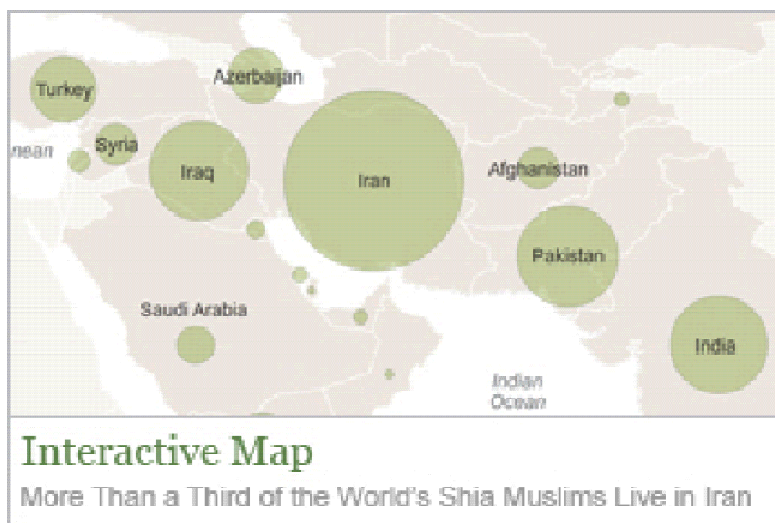 Azerbaijan
Turkey
Syria
nean
Iraq
Iran
Afghanistan
Pakistan
Saudi Arabia
India
Indian
Ocean
Interactive Map
More Than a Third of the World's Shia Muslims Live in Iran